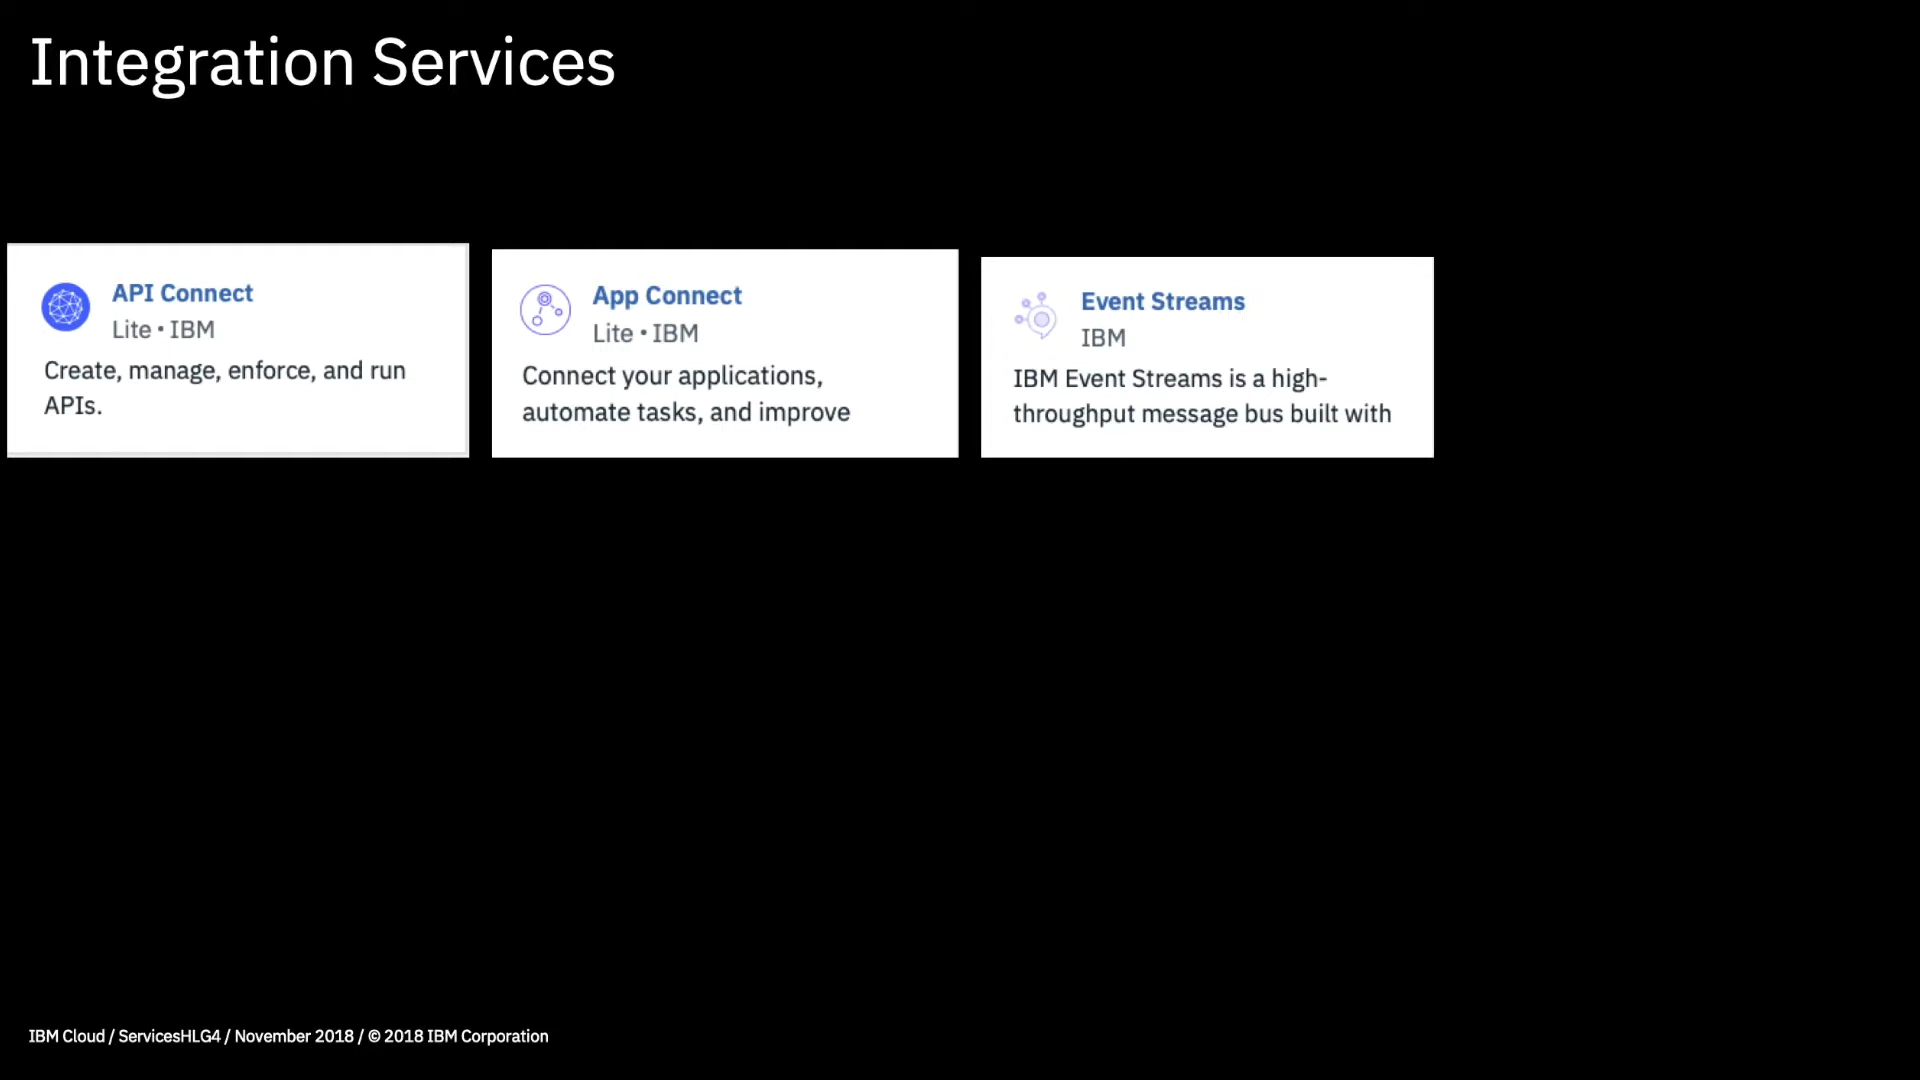 Integration Services
API Connect
Lite • IBM
Create, manage, enforce, and run
APIs.
App Connect
Lite • IBM
Connect your applications,
automate tasks, and improve
Event Streams
IBM
IBM Event Streams is a high-
throughput message bus built with
IBM Cloud / ServicesHLG4 / November 2018 / © 2018 IBM Corporation